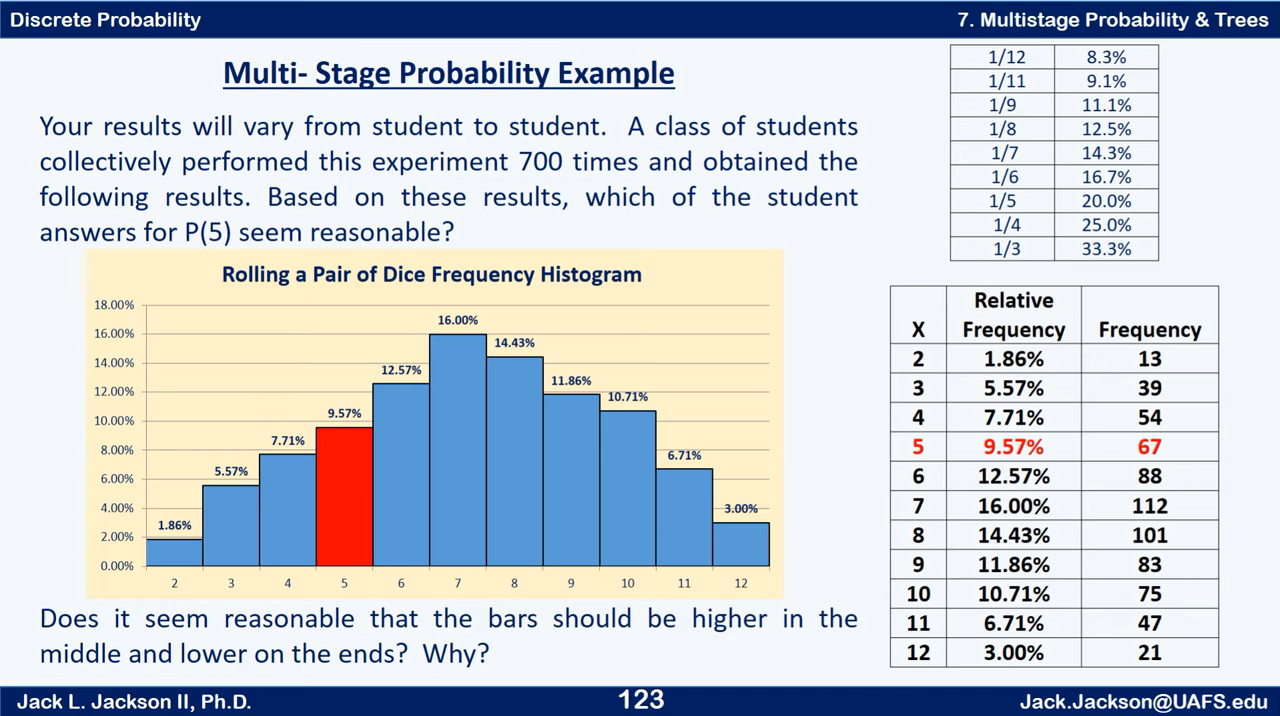 Discrete Probability
7. Multistage Probability & Trees
Multi- Stage Probability Example
Your results will vary from student to student. A class of students
collectively performed this experiment 700 times and obtained the
following results. Based on these results, which of the student
answers for P(5) seem reasonable?
1/12 8.3%
1/11 9.1%
1/9 11.1%
1/8 12.5%
1/7 14.3%
1/6 16.7%
1/5 20.0%
1/4 25.0%
1/3 33.3%
Rolling a Pair of Dice Frequency Histogram
18.00%
16.00%
14.00%
12.00%
10.00%
8.00%
6.00%
4.00%
2.00%
0.00%
1.86%
5.57%
7.71%
9.57%
12.57%
16.00%
14.43%
11.86%
10.71%
6.71%
3.00%
2 3 4 5 6 7 8 9 10 11 12
X Relative Frequency Frequency
2 1.86% 13
3 5.57% 39
4 7.71% 54
5 9.57% 67
6 12.57% 88
7 16.00% 112
8 14.43% 101
9 11.86% 83
10 10.71% 75
11 6.71% 47
12 3.00% 21
Does it seem reasonable that the bars should be higher in the
middle and lower on the ends? Why?
Jack L. Jackson II, Ph.D.
123
Jack.Jackson@UAFS.edu